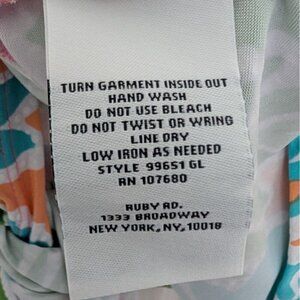 TURN GARMENT INSIDE OUT
HAND WASH
DO NOT USE BLEACH
DO NOT TWIST OR WRING
LINE DRY
LOW IRON AS NEEDED
STYLE 99651 GL
RN 107680
RUBY RD.
1333 BROADWAY
NEW YORK, NY, 10018